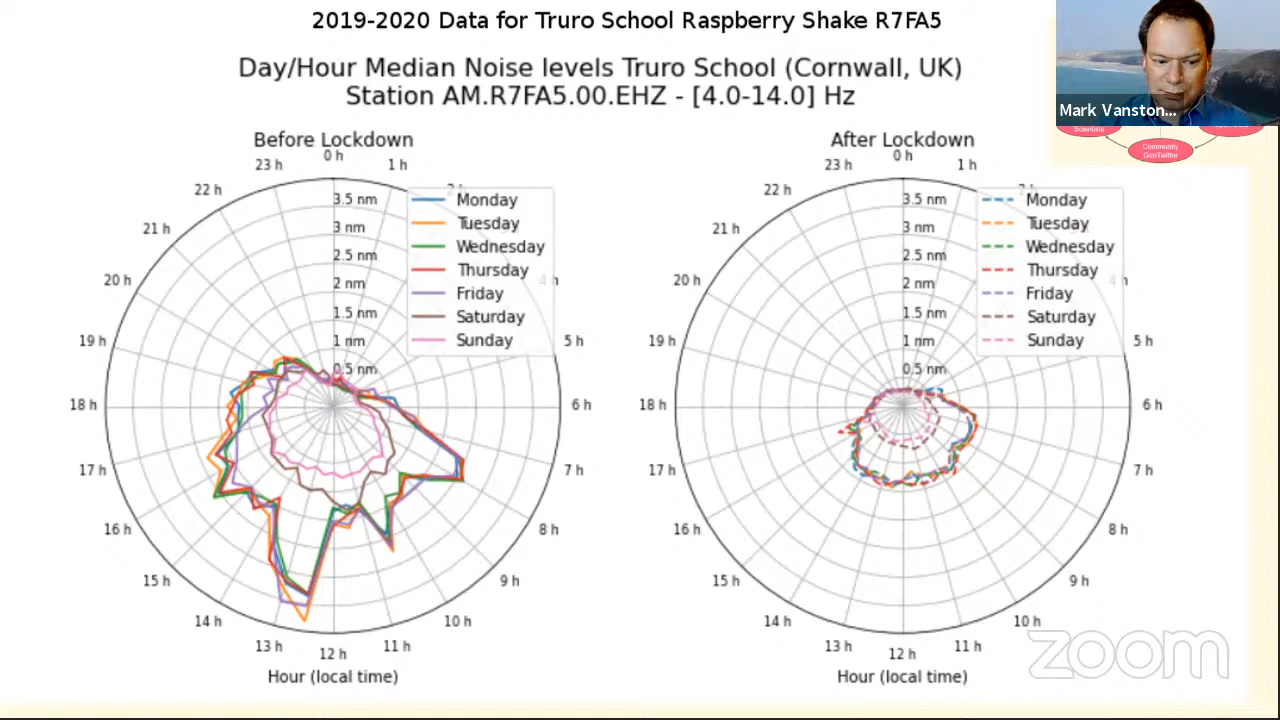 2019-2020 Data for Truro School Raspberry Shake R7FA5
Day/Hour Median Noise levels Truro School (Cornwall, UK)
Station AM.R7FA5.00.EHZ - [4.0-14.0] Hz
Mark Vanston...
Scientists
Community
GeoTwitter
Before Lockdown
0 h
1 h
5 h
6 h
7 h
8 h
9 h
10 h
11 h
12 h
13 h
14 h
15 h
16 h
17 h
18 h
19 h
20 h
21 h
22 h
23 h
3.5 nm
3 nm
2.5 nm
2 nm
1.5 nm
1 nm
0.5 nm
Monday
Tuesday
Wednesday
Thursday
Friday
Saturday
Sunday
Hour (local time)
After Lockdown
0 h
1 h
5 h
6 h
7 h
8 h
9 h
10 h
11 h
12 h
13 h
14 h
15 h
16 h
17 h
18 h
19 h
20 h
21 h
22 h
23 h
3.5 nm
3 nm
2.5 nm
2 nm
1.5 nm
1 nm
0.5 nm
Monday
Tuesday
Wednesday
Thursday
Friday
Saturday
Sunday
Hour (local time)
zoom